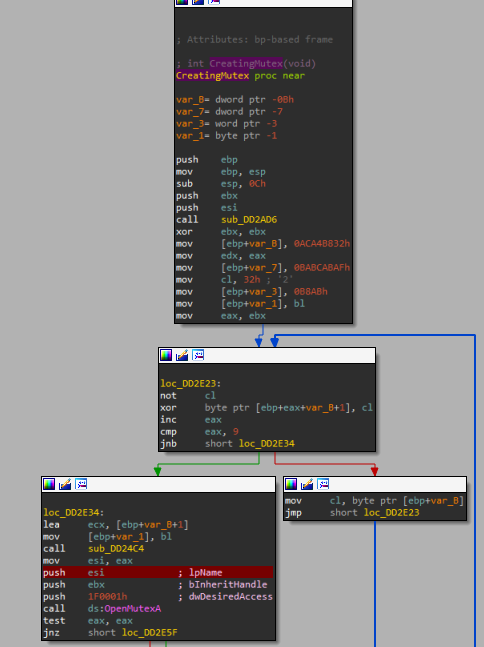 ; Attributes: bp-based frame
; int CreatingMutex(void)
CreatingMutex proc near
var_B= dword ptr -0Bh
var_7= dword ptr -7
var_3= word ptr -3
var_1= byte ptr -1
push ebp
mov ebp, esp
sub esp, 0Ch
push ebx
push esi
call sub_DD2AD6
xor ebx, ebx
mov [ebp+var_B], 0ACA4B832h
mov edx, eax
mov [ebp+var_7], 0BABCABAFh
mov cl, 32h ; '2'
mov [ebp+var_3], 0B8ABh
mov [ebp+var_1], bl
mov eax, ebx
loc_DD2E23:
not cl
xor byte ptr [ebp+eax+var_B+1], cl
inc eax
cmp eax, 9
jnb short loc_DD2E34
loc_DD2E34:
lea ecx, [ebp+var_B+1]
mov [ebp+var_1], bl
call sub_DD24C4
mov esi, eax
push esi ; lpName
push ebx ; bInheritHandle
push 1F0001h ; dwDesiredAccess
call ds:OpenMutexA
test eax, eax
jnz short loc_DD2E5F
mov cl, byte ptr [ebp+var_B]
jmp short loc_DD2E23